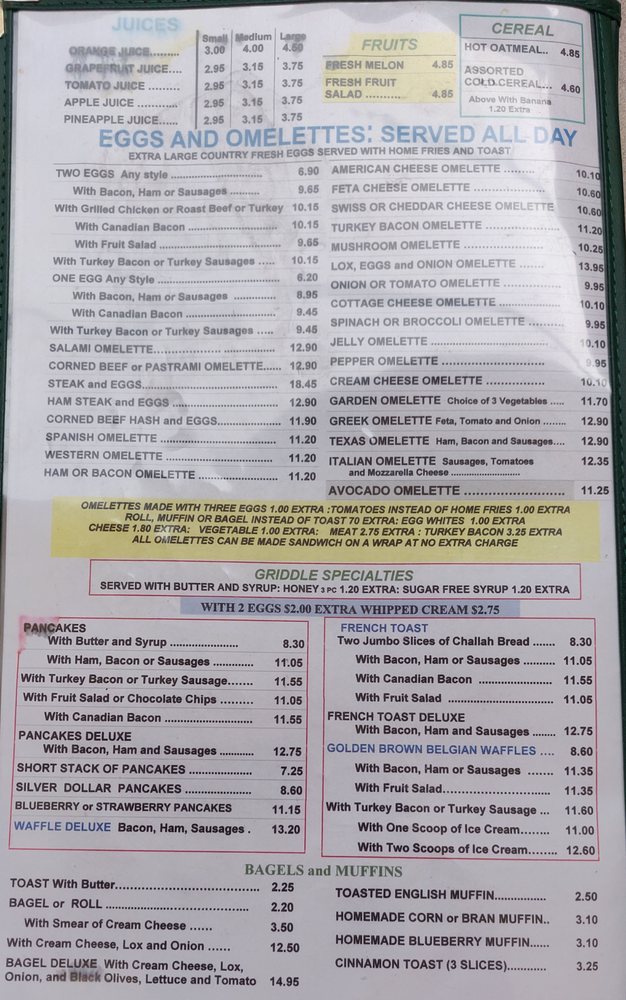 JUICES
Small Medium Large
ORANGE JUICE.......... 3.00 4.00 4.50
GRAPEFRUIT JUICE.... 2.95 3.15 3.75
TOMATO JUICE ........... 2.95 3.15 3.75
APPLE JUICE ............ 2.95 3.15 3.75
PINEAPPLE JUICE...... 2.95 3.15 3.75
FRUITS
FRESH MELON 4.85
FRESH FRUIT
SALAD .......... 4.85
CEREAL
HOT OATMEAL.. 4.85
ASSORTED
COLD CEREAL... 4.60
Above With Banana
1.20 Extra
EGGS AND OMELETTES: SERVED ALL DAY
EXTRA LARGE COUNTRY FRESH EGGS SERVED WITH HOME FRIES AND TOAST
TWO EGGS Any style ........................... 6.90
With Bacon, Ham or Sausages .......... 9.65
With Grilled Chicken or Roast Beef or Turkey 10.15
With Canadian Bacon ........................... 10.15
With Fruit Salad ................................. 9.65
With Turkey Bacon or Turkey Sausages ..... 10.15
ONE EGG Any Style ............................... 6.20
With Bacon, Ham or Sausages ............ 8.95
With Canadian Bacon ......................... 9.45
With Turkey Bacon or Turkey Sausages ..... 9.45
SALAMI OMELETTE................................ 12.90
CORNED BEEF or PASTRAMI OMELETTE...... 12.90
STEAK and EGGS.................................... 18.45
HAM STEAK and EGGS ........................... 12.90
CORNED BEEF HASH and EGGS.................. 11.90
SPANISH OMELETTE .............................. 11.20
WESTERN OMELETTE ............................ 11.20
HAM OR BACON OMELETTE .................... 11.20
AMERICAN CHEESE OMELETTE ......... 10.10
FETA CHEESE OMELETTE .................. 10.60
SWISS OR CHEDDAR CHEESE OMELETTE 10.60
TURKEY BACON OMELETTE ................. 11.20
MUSHROOM OMELETTE ..................... 10.25
LOX, EGGS and ONION OMELETTE ...... 13.95
ONION OR TOMATO OMELETTE .......... 9.95
COTTAGE CHEESE OMELETTE ............ 10.10
SPINACH OR BROCCOLI OMELETTE ........ 9.95
JELLY OMELETTE ........................... 10.10
PEPPER OMELETTE ......................... 9.95
CREAM CHEESE OMELETTE ............... 10.10
GARDEN OMELETTE Choice of 3 Vegetables ..... 11.70
GREEK OMELETTE Feta, Tomato and Onion ....... 12.90
TEXAS OMELETTE Ham, Bacon and Sausages.... 12.90
ITALIAN OMELETTE Sausages, Tomatoes 12.35
and Mozzarella Cheese ........................
AVOCADO OMELETTE ........................ 11.25
OMELETTES MADE WITH THREE EGGS 1.00 EXTRA :TOMATOES INSTEAD OF HOME FRIES 1.00 EXTRA
ROLL, MUFFIN OR BAGEL INSTEAD OF TOAST 70 EXTRA: EGG WHITES 1.00 EXTRA
CHEESE 1.80 EXTRA: VEGETABLE 1.00 EXTRA: MEAT 2.75 EXTRA : TURKEY BACON 3.25 EXTRA
ALL OMELETTES CAN BE MADE SANDWICH ON A WRAP AT NO EXTRA CHARGE
GRIDDLE SPECIALTIES
SERVED WITH BUTTER AND SYRUP: HONEY 3 PC 1.20 EXTRA: SUGAR FREE SYRUP 1.20 EXTRA
WITH 2 EGGS $2.00 EXTRA WHIPPED CREAM $2.75
PANCAKES
With Butter and Syrup .................... 8.30
With Ham, Bacon or Sausages ............ 11.05
With Turkey Bacon or Turkey Sausage....... 11.55
With Fruit Salad or Chocolate Chips ......... 11.05
With Canadian Bacon .......................... 11.55
PANCAKES DELUXE
With Bacon, Ham and Sausages ............ 12.75
SHORT STACK OF PANCAKES .................... 7.25
SILVER DOLLAR PANCAKES ..................... 8.60
BLUEBERRY or STRAWBERRY PANCAKES 11.15
WAFFLE DELUXE Bacon, Ham, Sausages . 13.20
FRENCH TOAST
Two Jumbo Slices of Challah Bread ....... 8.30
With Bacon, Ham or Sausages .......... 11.05
With Canadian Bacon ...................... 11.55
With Fruit Salad ........................... 11.05
FRENCH TOAST DELUXE
With Bacon, Ham and Sausages ........ 12.75
GOLDEN BROWN BELGIAN WAFFLES .... 8.60
With Bacon, Ham or Sausages ....... 11.35
With Fruit Salad............................ 11.35
With Turkey Bacon or Turkey Sausage ... 11.60
With One Scoop of Ice Cream........ 11.00
With Two Scoops of Ice Cream........ 12.60
BAGELS and MUFFINS
TOAST With Butter....................................... 2.25
BAGEL or ROLL ........................................ 2.20
With Smear of Cream Cheese ...... 3.50
With Cream Cheese, Lox and Onion ...... 12.50
BAGEL DELUXE With Cream Cheese, Lox,
Onion, and Black Olives, Lettuce and Tomato 14.95
TOASTED ENGLISH MUFFIN............... 2.50
HOMEMADE CORN or BRAN MUFFIN.. 3.10
HOMEMADE BLUEBERRY MUFFIN...... 3.10
CINNAMON TOAST (3 SLICES)............ 3.25